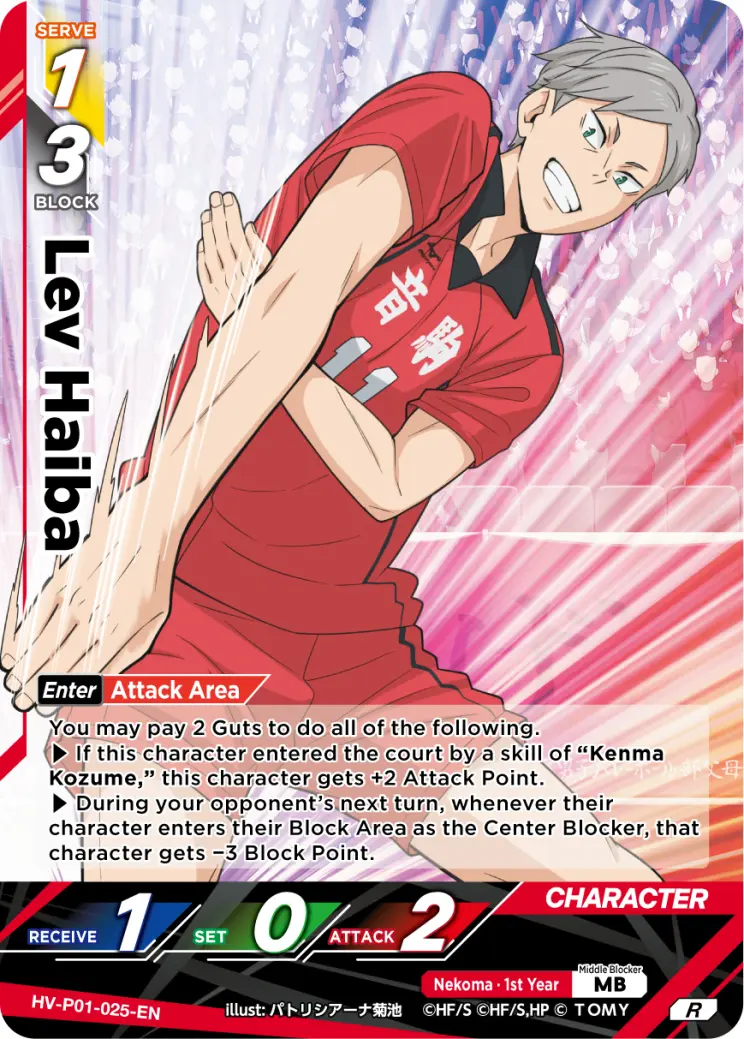 SERVE
1
3
BLOCK
Lev Haiba
音駒
11
Enter Attack Area
You may pay 2 Guts to do all of the following.
▶ If this character entered the court by a skill of “Kenma
Kozume,” this character gets +2 Attack Point.
▶ During your opponent’s next turn, whenever their
character enters their Block Area as the Center Blocker, that
character gets −3 Block Point.
CHARACTER
RECEIVE 1 SET 0 ATTACK 2
Nekoma · 1st Year
Middle Blocker
MB
HV-P01-025-EN
illust: パトリシアーナ菊池
©HF/S ©HF/S,HP © TOMY
R